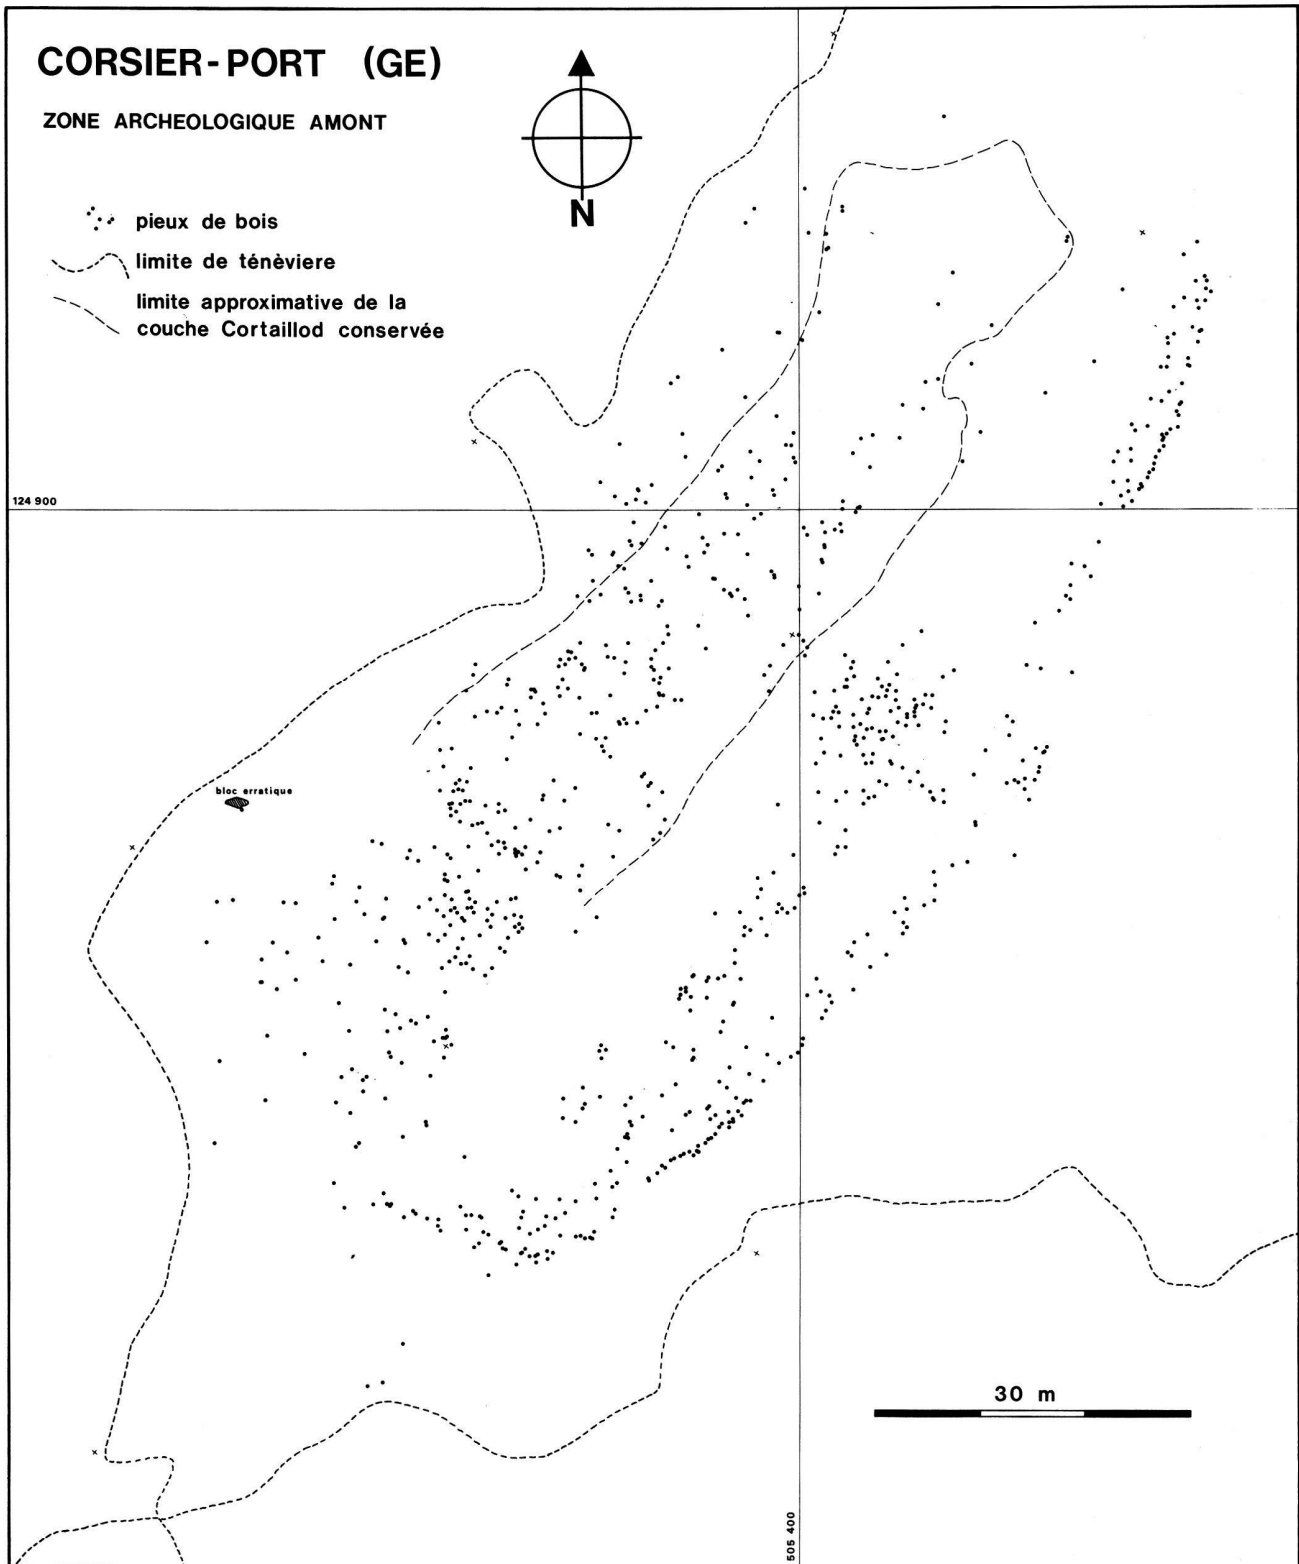 CORSIER-PORT (GE)
ZONE ARCHEOLOGIQUE AMONT
N
pieux de bois
limite de ténèviere
limite approximative de la
couche Cortaillod conservée
124 900
bloc erratique
30 m
505 400